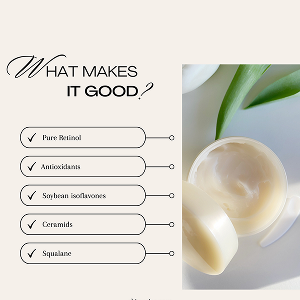 WHAT MAKES
IT GOOD?
Pure Retinol
Antioxidants
Soybean isoflavones
Ceramids
Squalane